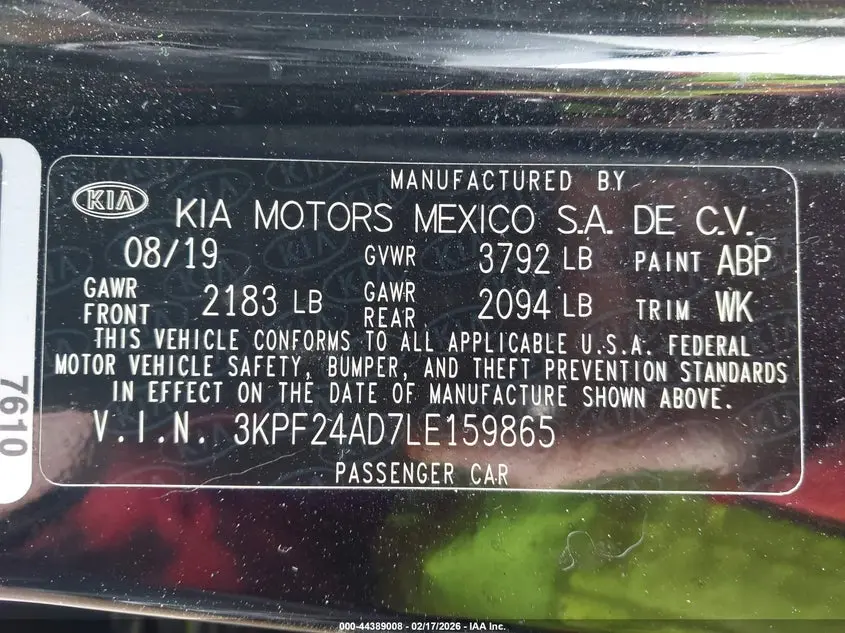 MANUFACTURED BY
KIA
KIA MOTORS MEXICO S.A. DE C.V.
08/19 GVWR 3792 LB PAINT ABP
GAWR FRONT 2183 LB GAWR REAR 2094 LB TRIM WK
THIS VEHICLE CONFORMS TO ALL APPLICABLE U.S.A. FEDERAL
MOTOR VEHICLE SAFETY, BUMPER, AND THEFT PREVENTION STANDARDS
IN EFFECT ON THE DATE OF MANUFACTURE SHOWN ABOVE.
V.I.N. 3KPF24AD7LE159865
PASSENGER CAR
7610
000-44389008 - 02/17/2026 - IAA Inc.